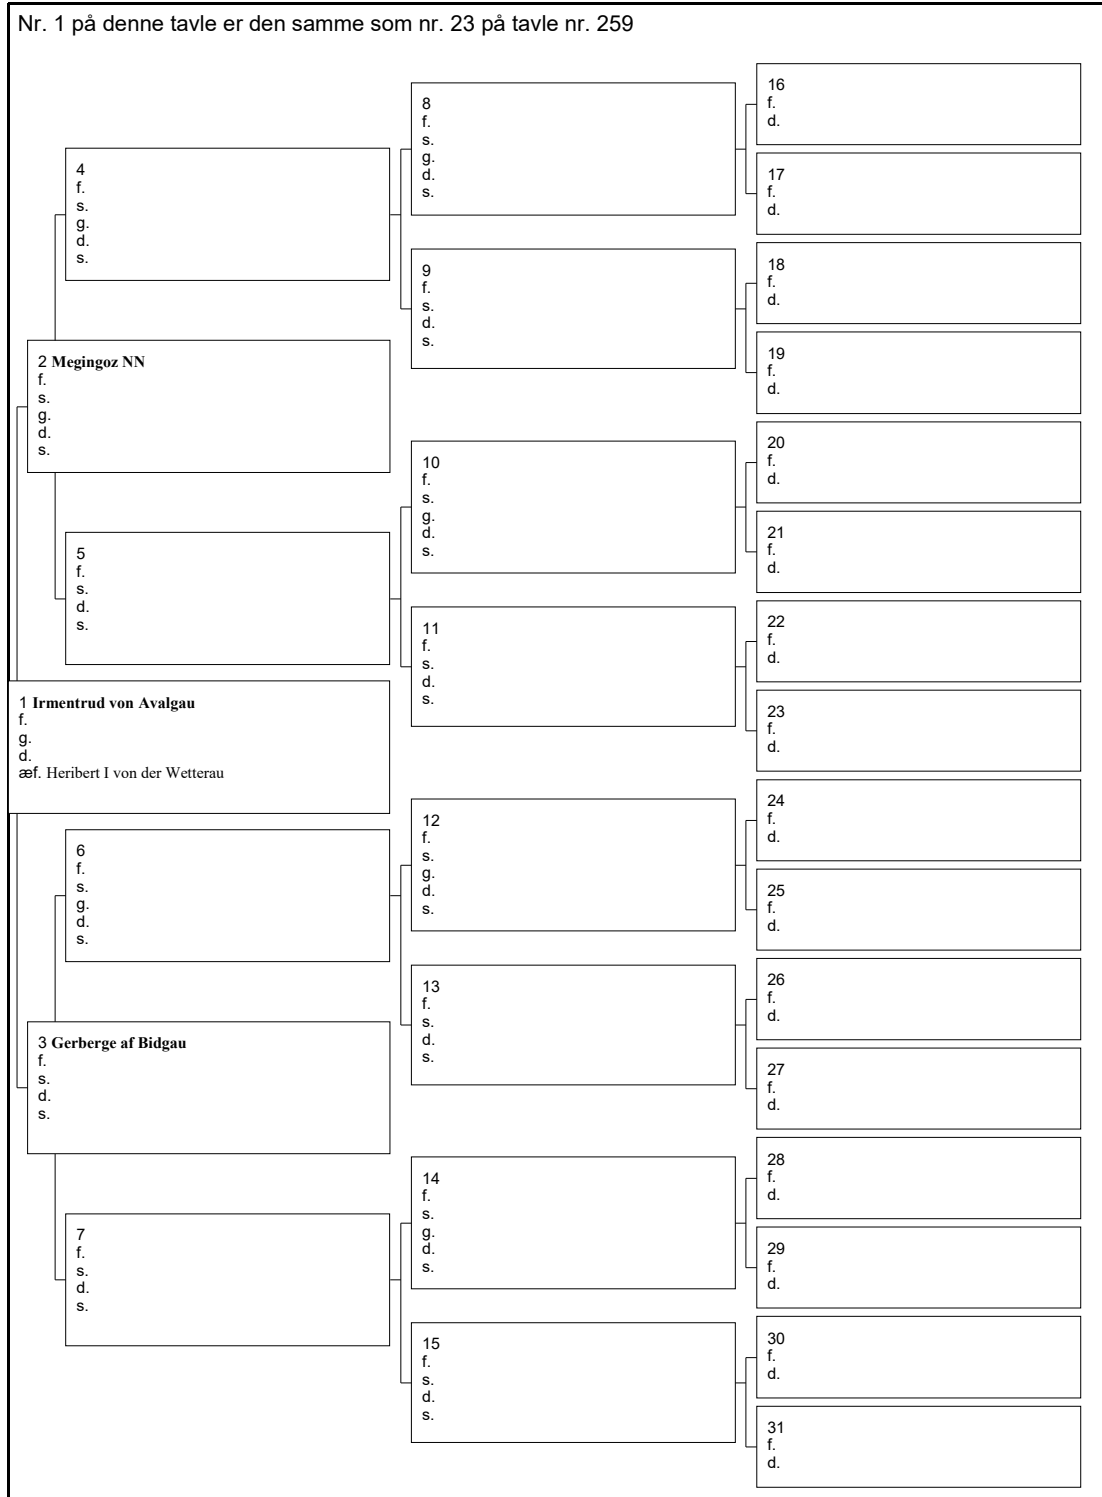 Nr. 1 på denne tavle er den samme som nr. 23 på tavle nr. 259
16
f.
d.
8
f.
s.
g.
d.
s.
17
f.
d.
4
f.
s.
g.
d.
s.
18
f.
d.
9
f.
s.
d.
s.
19
f.
d.
2 Megingoz NN
f.
s.
g.
d.
s.
20
f.
d.
10
f.
s.
g.
d.
s.
21
f.
d.
5
f.
s.
d.
s.
22
f.
d.
11
f.
s.
d.
s.
23
f.
d.
1 Irmentrud von Avalgau
f.
g.
d.
æf. Heribert I von der Wetterau
24
f.
d.
12
f.
s.
g.
d.
s.
25
f.
d.
6
f.
s.
g.
d.
s.
26
f.
d.
13
f.
s.
d.
s.
27
f.
d.
3 Gerberge af Bidgau
f.
s.
d.
s.
28
f.
d.
14
f.
s.
g.
d.
s.
29
f.
d.
7
f.
s.
d.
s.
30
f.
d.
15
f.
s.
d.
s.
31
f.
d.